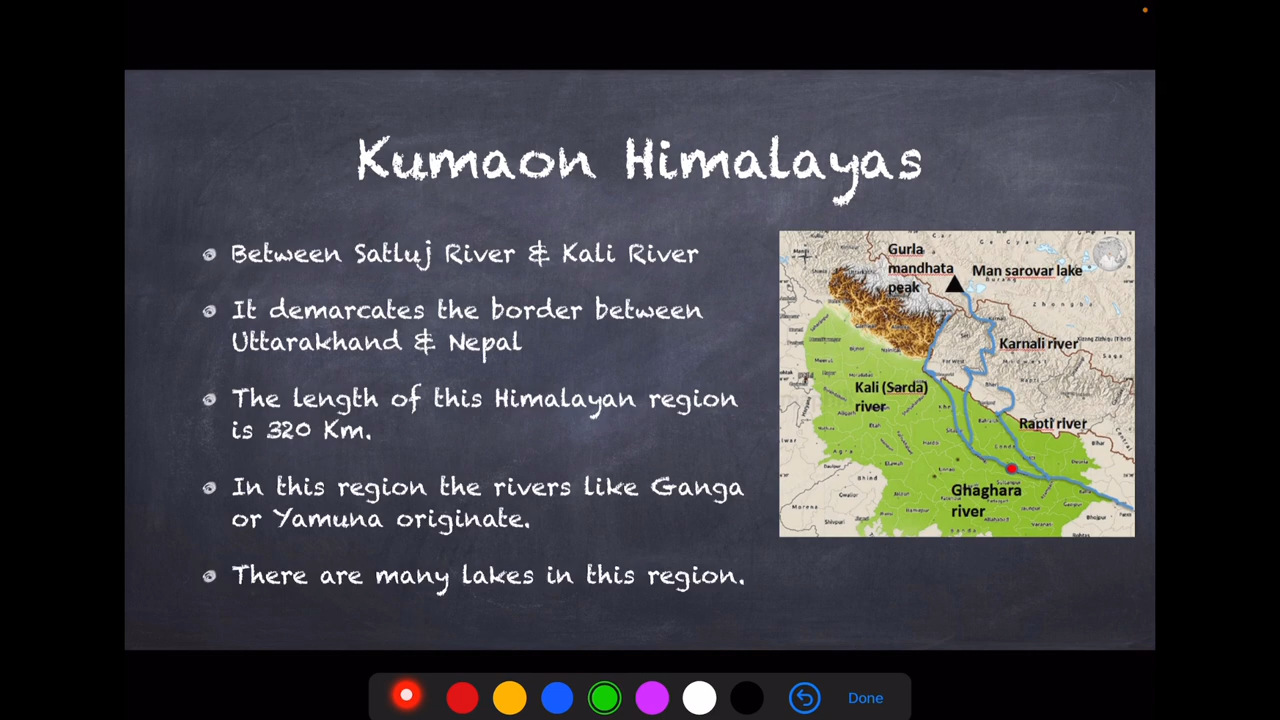 Kumaon Himalayas
Between Satluj River & Kali River
It demarcates the border between
Uttarakhand & Nepal
The length of this Himalayan region
is 320 Km.
In this region the rivers like Ganga
or Yamuna originate.
There are many lakes in this region.
Gurla
mandhata
peak
Man sarovar lake
Karnali river
Kali (Sarda)
river
Rapti river
Ghaghara
river
Done